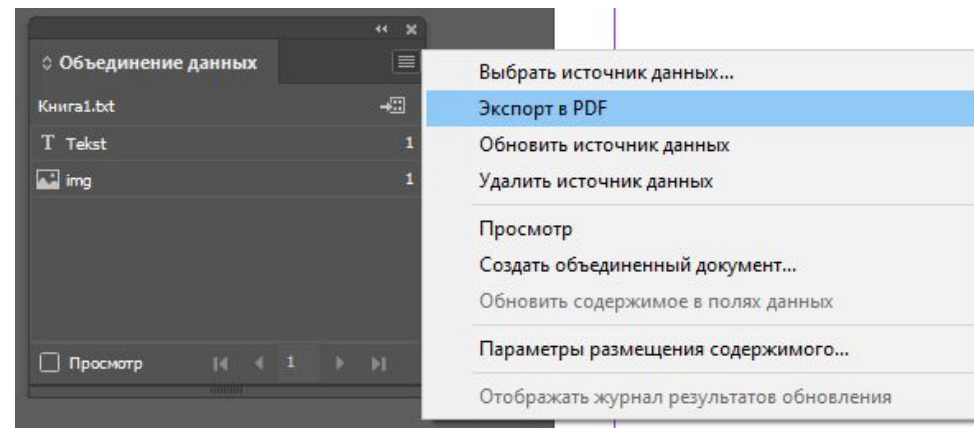 Объединение данных
Книга1.txt
T Tekst 1
img 1
Просмотр 1
Выбрать источник данных...
Экспорт в PDF
Обновить источник данных
Удалить источник данных
Просмотр
Создать объединенный документ...
Обновить содержимое в полях данных
Параметры размещения содержимого...
Отображать журнал результатов обновления